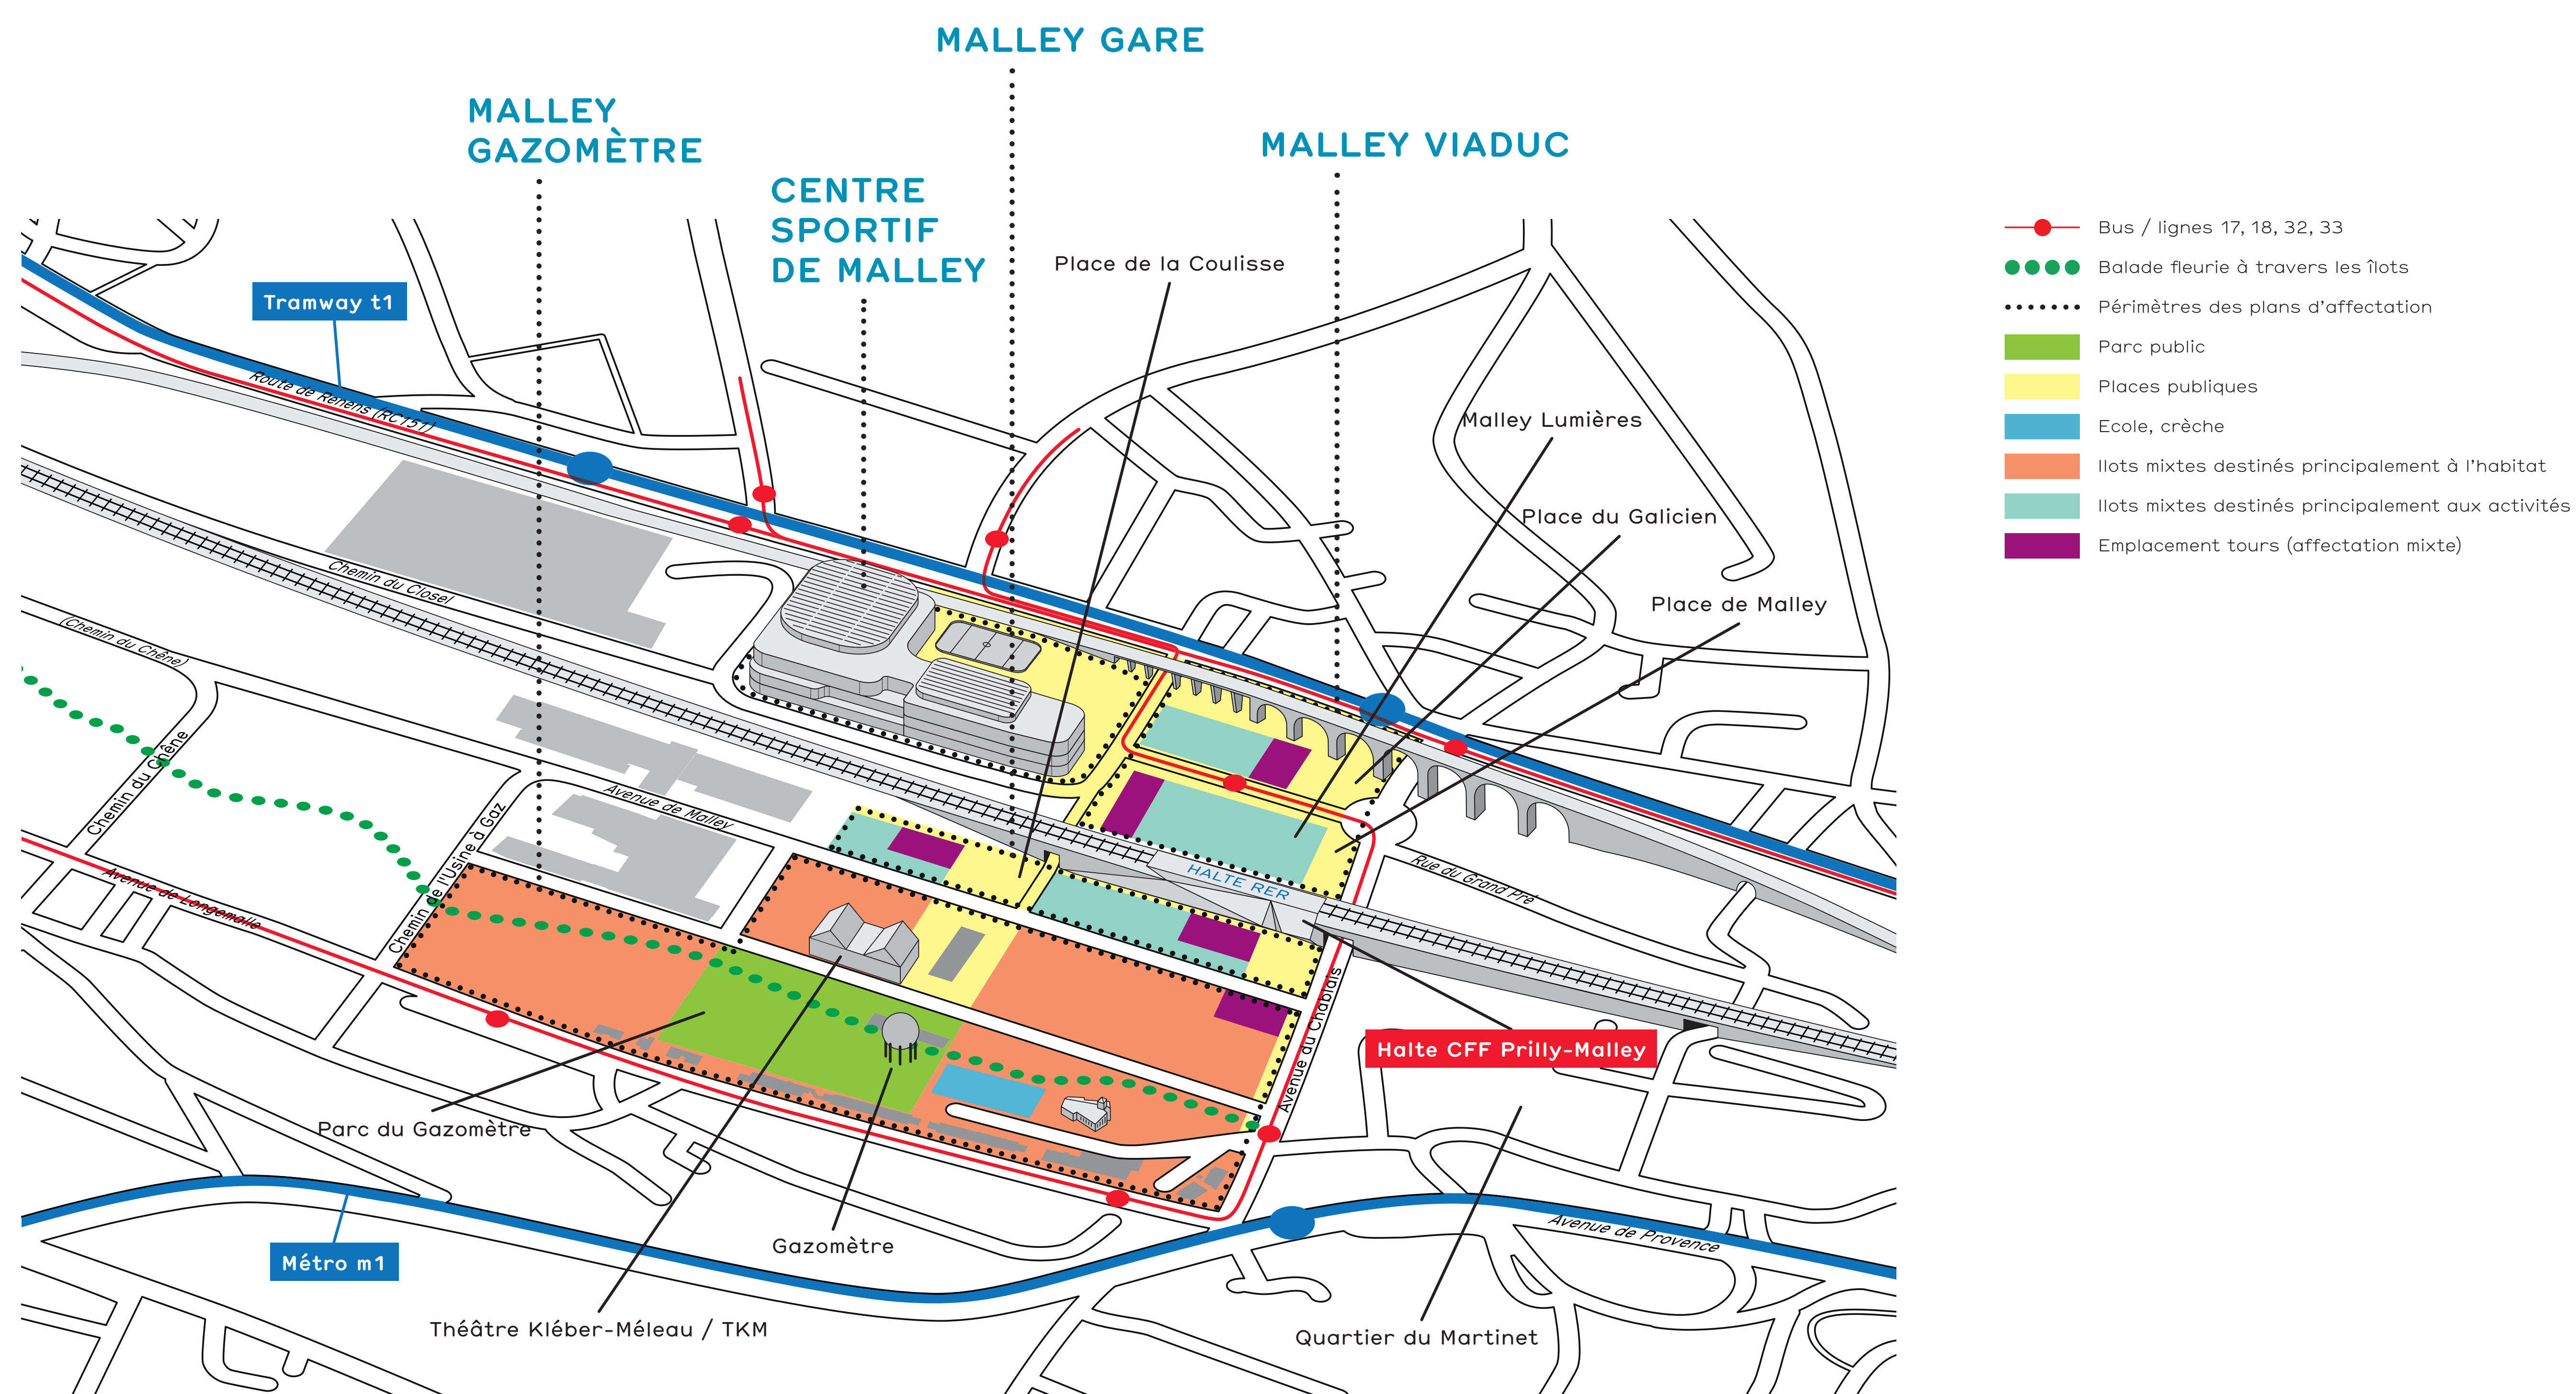 MALLEY GARE
MALLEY
GAZOMÈTRE
MALLEY VIADUC
CENTRE
SPORTIF
DE MALLEY
Place de la Coulisse
Tramway t1
Route de Renens (RC151)
Malley Lumières
Place du Galicien
Place de Malley
Chemin du Closel
(Chemin du Chêne)
Chemin du Chêne
Avenue de Malley
Chemin de l'Usine à Gaz
Avenue de Longemalle
HALTE RER
Rue du Grand Pré
Avenue du Chablais
Halte CFF Prilly-Malley
Parc du Gazomètre
Gazomètre
Métro m1
Avenue de Provence
Théâtre Kléber-Méleau / TKM
Quartier du Martinet
Bus / lignes 17, 18, 32, 33
Balade fleurie à travers les îlots
Périmètres des plans d'affectation
Parc public
Places publiques
Ecole, crèche
Ilots mixtes destinés principalement à l'habitat
Ilots mixtes destinés principalement aux activités
Emplacement tours (affectation mixte)